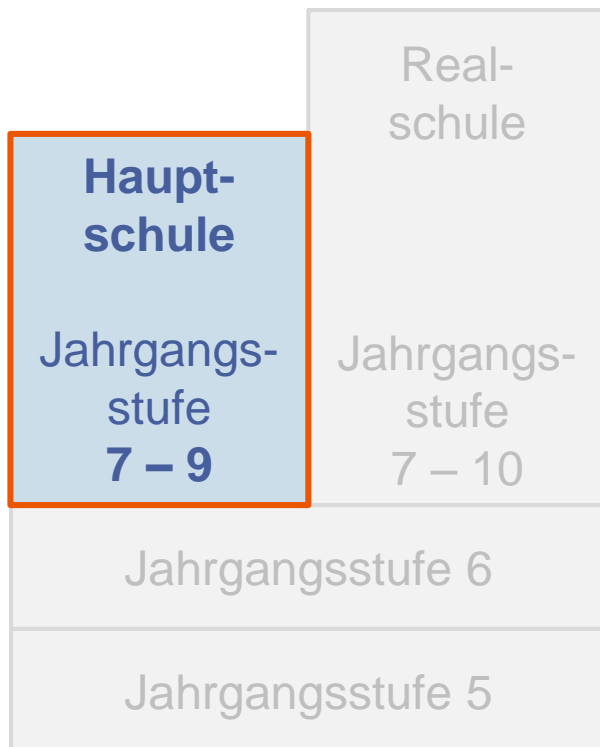 Real-
schule
Haupt-
schule
Jahrgangs-
stufe
7 – 9
Jahrgangs-
stufe
7 – 10
Jahrgangsstufe 6
Jahrgangsstufe 5